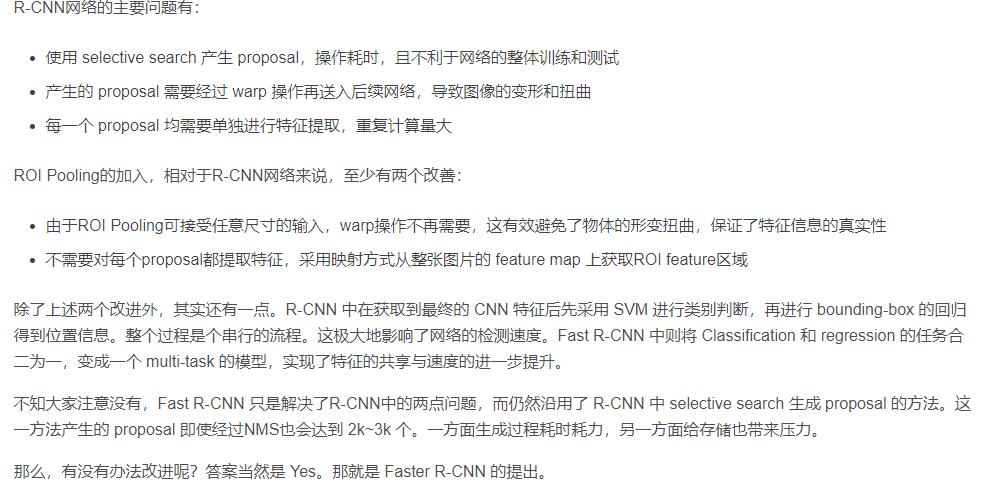 R-CNN网络的主要问题有：
使用 selective search 产生 proposal，操作耗时，且不利于网络的整体训练和测试
产生的 proposal 需要经过 warp 操作再送入后续网络，导致图像的变形和扭曲
每一个 proposal 均需要单独进行特征提取，重复计算量大
ROI Pooling的加入，相对于R-CNN网络来说，至少有两个改善：
由于ROI Pooling可接受任意尺寸的输入，warp操作不再需要，这有效避免了物体的形变扭曲，保证了特征信息的真实性
不需要对每个proposal都提取特征，采用映射方式从整张图片的 feature map 上获取ROI feature区域
除了上述两个改进外，其实还有一点。R-CNN 中在获取到最终的 CNN 特征后先采用 SVM 进行类别判断，再进行 bounding-box 的回归
得到位置信息。整个过程是个串行的流程。这极大地影响了网络的检测速度。Fast R-CNN 中则将 Classification 和 regression 的任务合
二为一，变成一个 multi-task 的模型，实现了特征的共享与速度的进一步提升。
不知大家注意没有，Fast R-CNN 只是解决了R-CNN中的两点问题，而仍然沿用了 R-CNN 中 selective search 生成 proposal 的方法。这
一方法产生的 proposal 即使经过NMS也会达到 2k~3k 个。一方面生成过程耗时耗力，另一方面给存储也带来压力。
那么，有没有办法改进呢？答案当然是 Yes。那就是 Faster R-CNN 的提出。